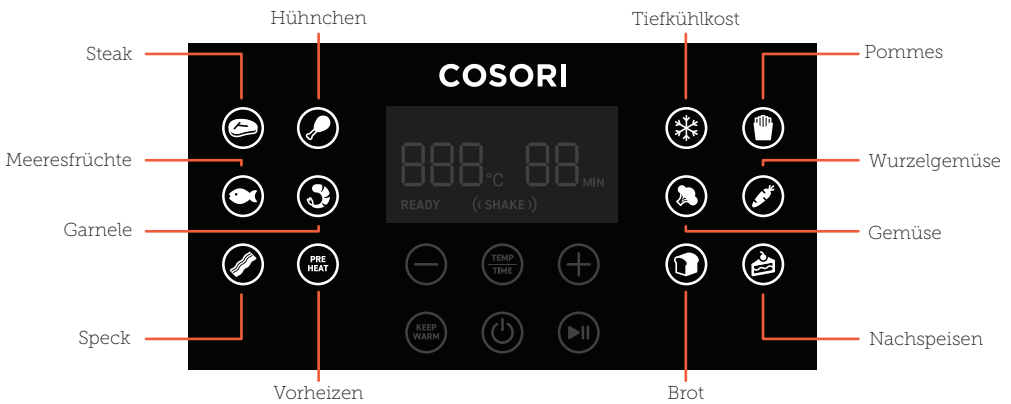 Hühnchen
Tiefkühlkost
Steak
Pommes
COSORI
Meeresfrüchte
Wurzelgemüse
888 °C 88 MIN
READY ((SHAKE))
Garnele
Gemüse
PRE
HEAT
TEMP
TIME
Speck
KEEP
WARM
Nachspeisen
Vorheizen
Brot